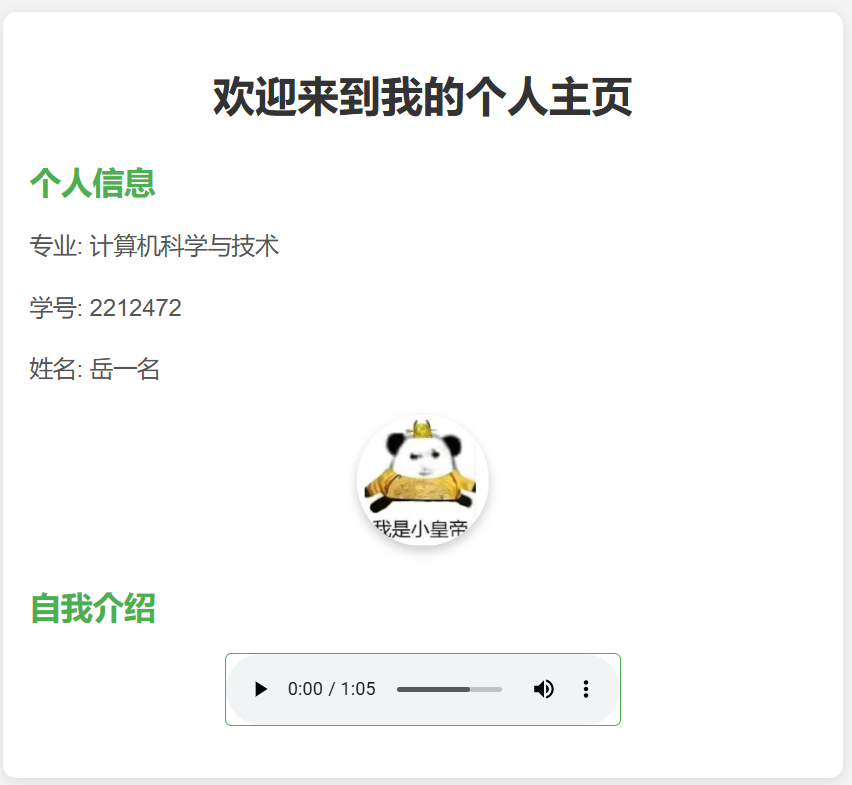 欢迎来到我的个人主页
个人信息
专业: 计算机科学与技术
学号: 2212472
姓名: 岳一名
我是小皇帝
自我介绍
0:00 / 1:05